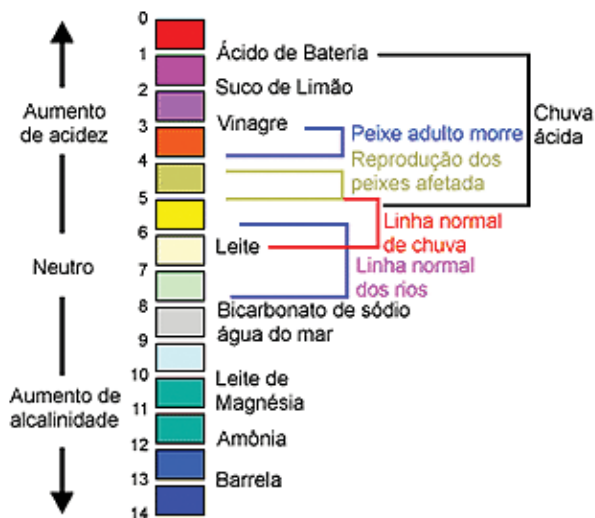 0
1
Ácido de Bateria
2
Suco de Limão
Aumento
de acidez
3
Vinagre
Peixe adulto morre
Chuva
ácida
4
Reprodução dos
peixes afetada
5
Linha normal
de chuva
6
Leite
Neutro
7
Linha normal
dos rios
8
Bicarbonato de sódio
água do mar
9
10
Leite de
Magnésia
Aumento de
alcalinidade
11
Amônia
12
13
Barrela
14